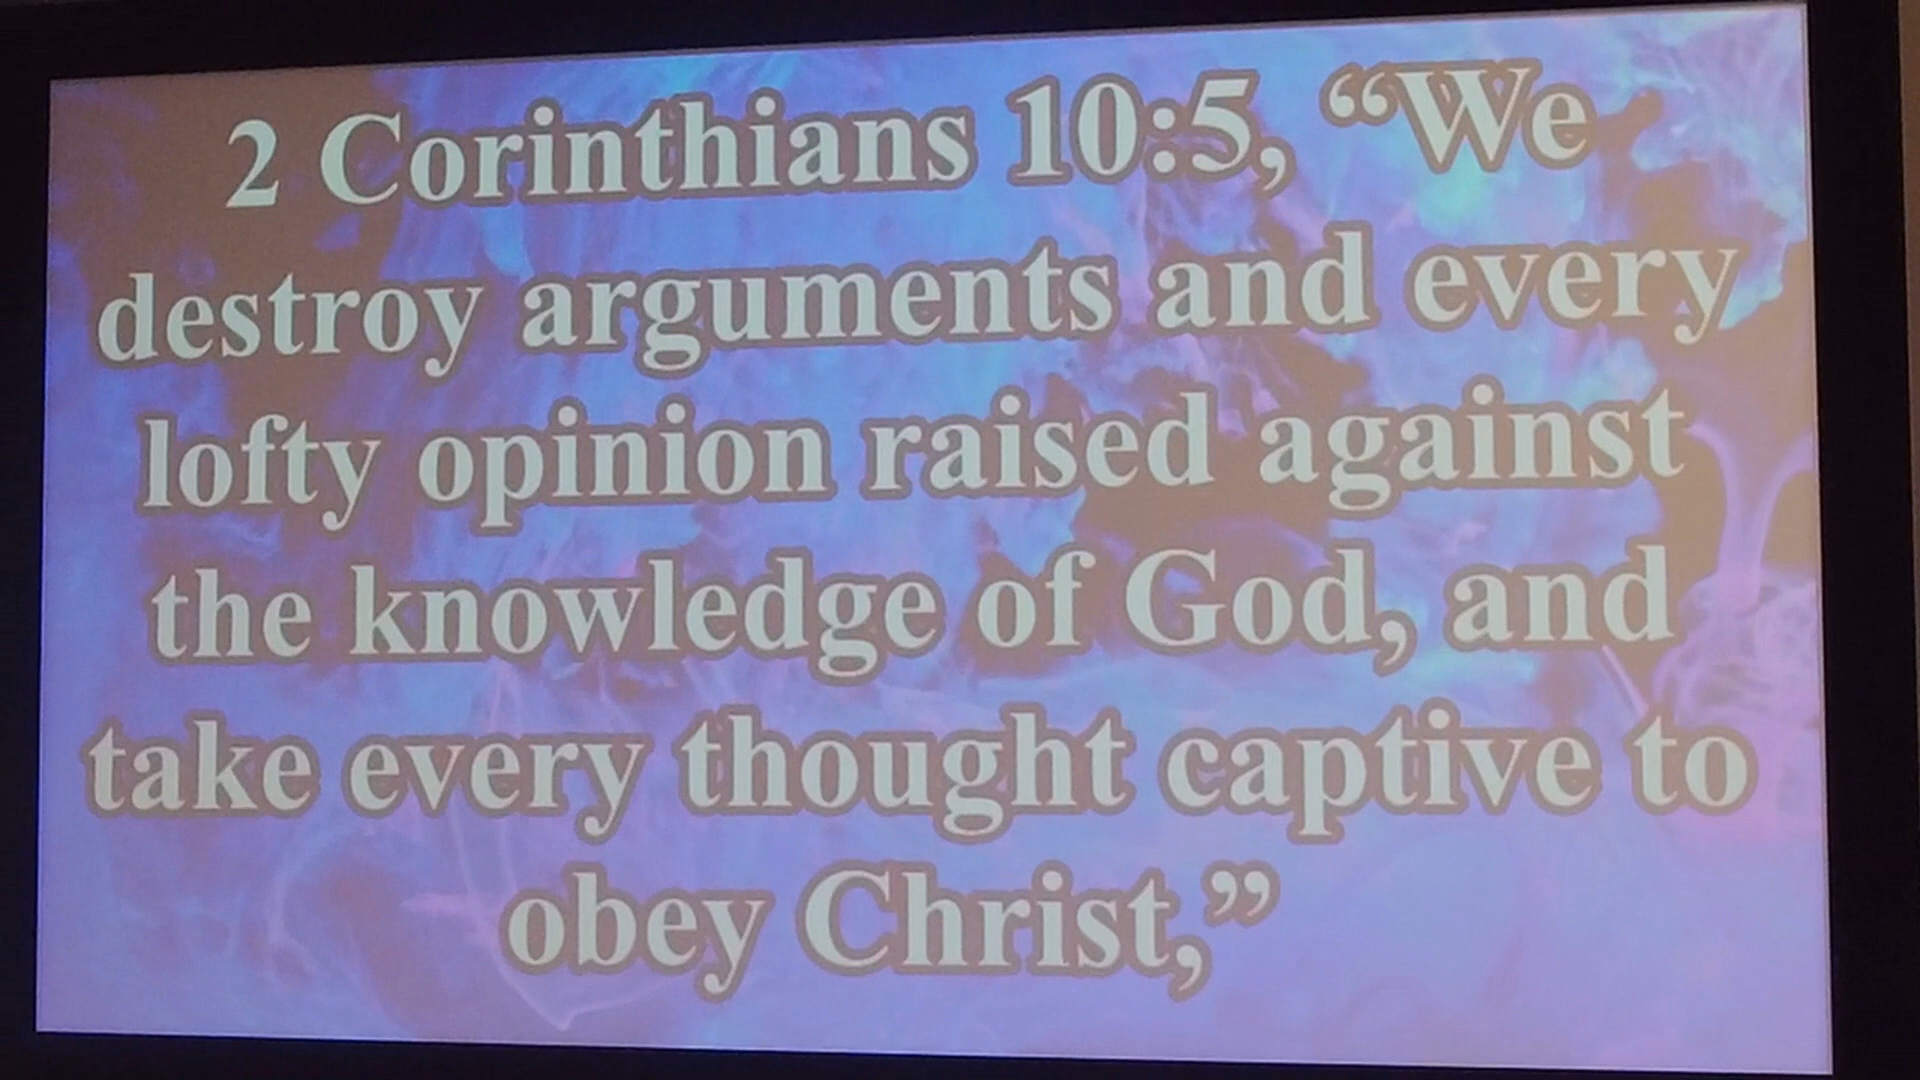 2 Corinthians 10:5, “We
destroy arguments and every
lofty opinion raised against
the knowledge of God, and
take every thought captive to
obey Christ,”